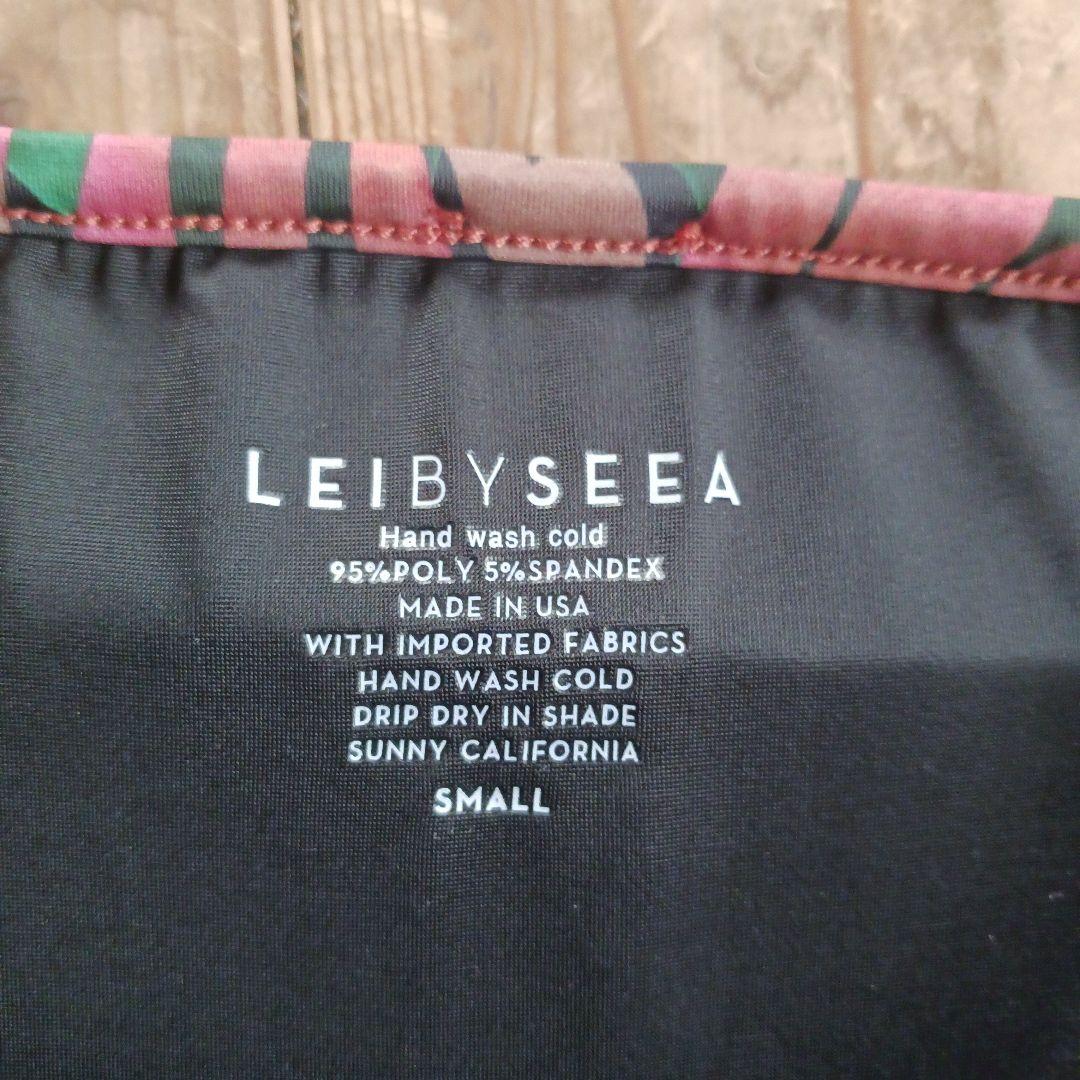 LEIBYSEEA
Hand wash cold
95%POLY 5%SPANDEX
MADE IN USA
WITH IMPORTED FABRICS
HAND WASH COLD
DRIP DRY IN SHADE
SUNNY CALIFORNIA
SMALL